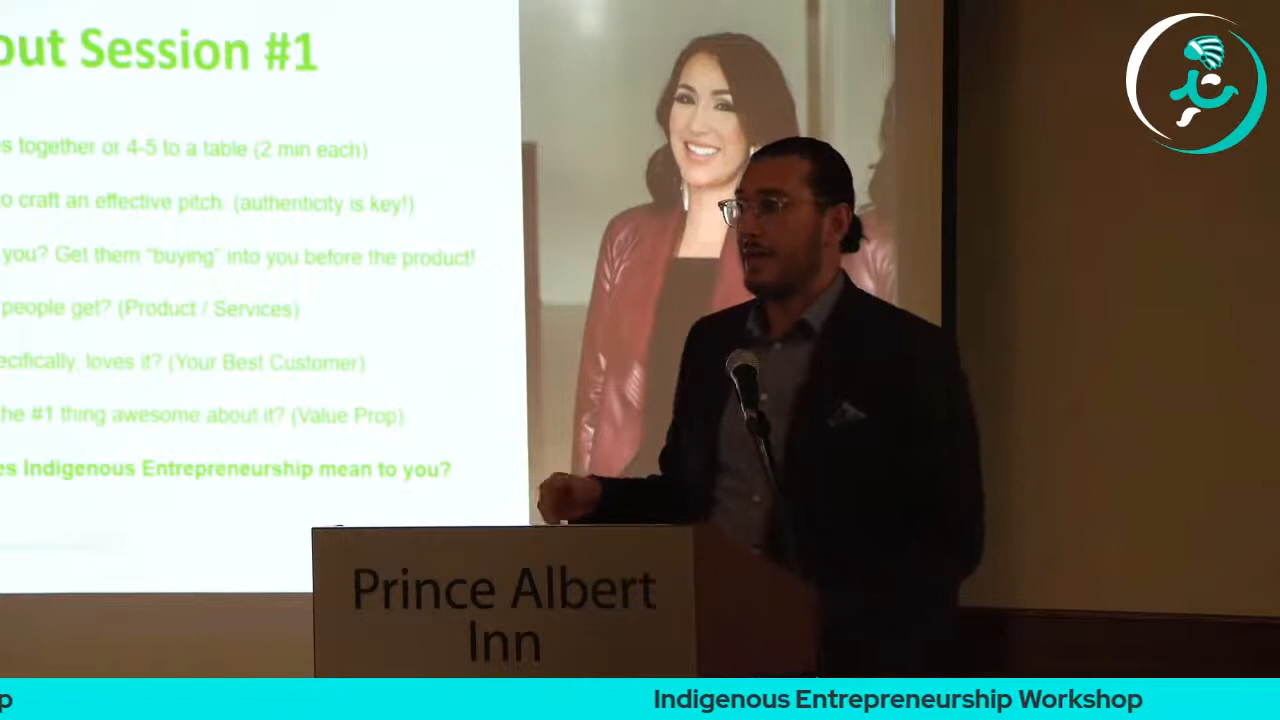 out Session #1
s together or 4-5 to a table (2 min each)
o craft an effective pitch. (authenticity is key!)
you? Get them "buying" into you before the product!
people get? (Product / Services)
ecifically, loves it? (Your Best Customer)
he #1 thing awesome about it? (Value Prop)
es Indigenous Entrepreneurship mean to you?
Prince Albert
Inn
p
Indigenous Entrepreneurship Workshop